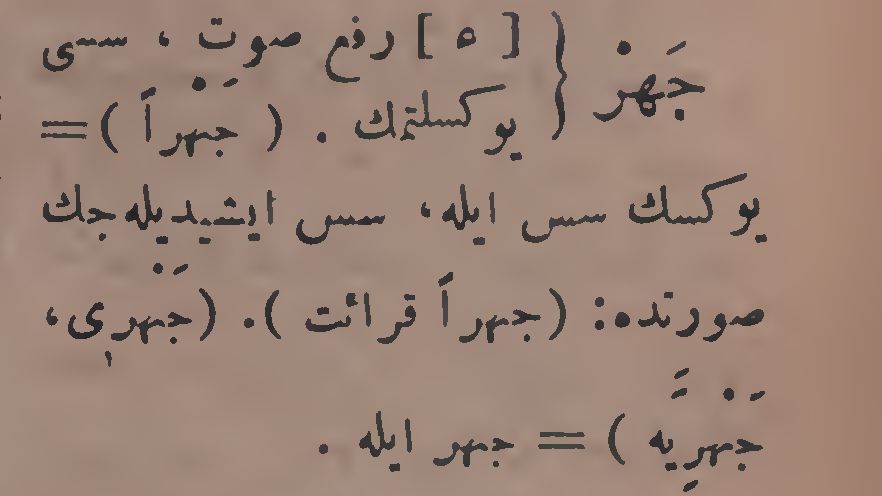 جَهْرْ { [ ٥ ] رفع صوت ، سسى
يوكسلتمك . ( جَهْراً )=
يوكسك سس ايله، سس ايشيديله جك
صورتده: (جهراً قرائت ). (جَهْرِى ،
جَهْرِيَّه ) = جهر ايله .